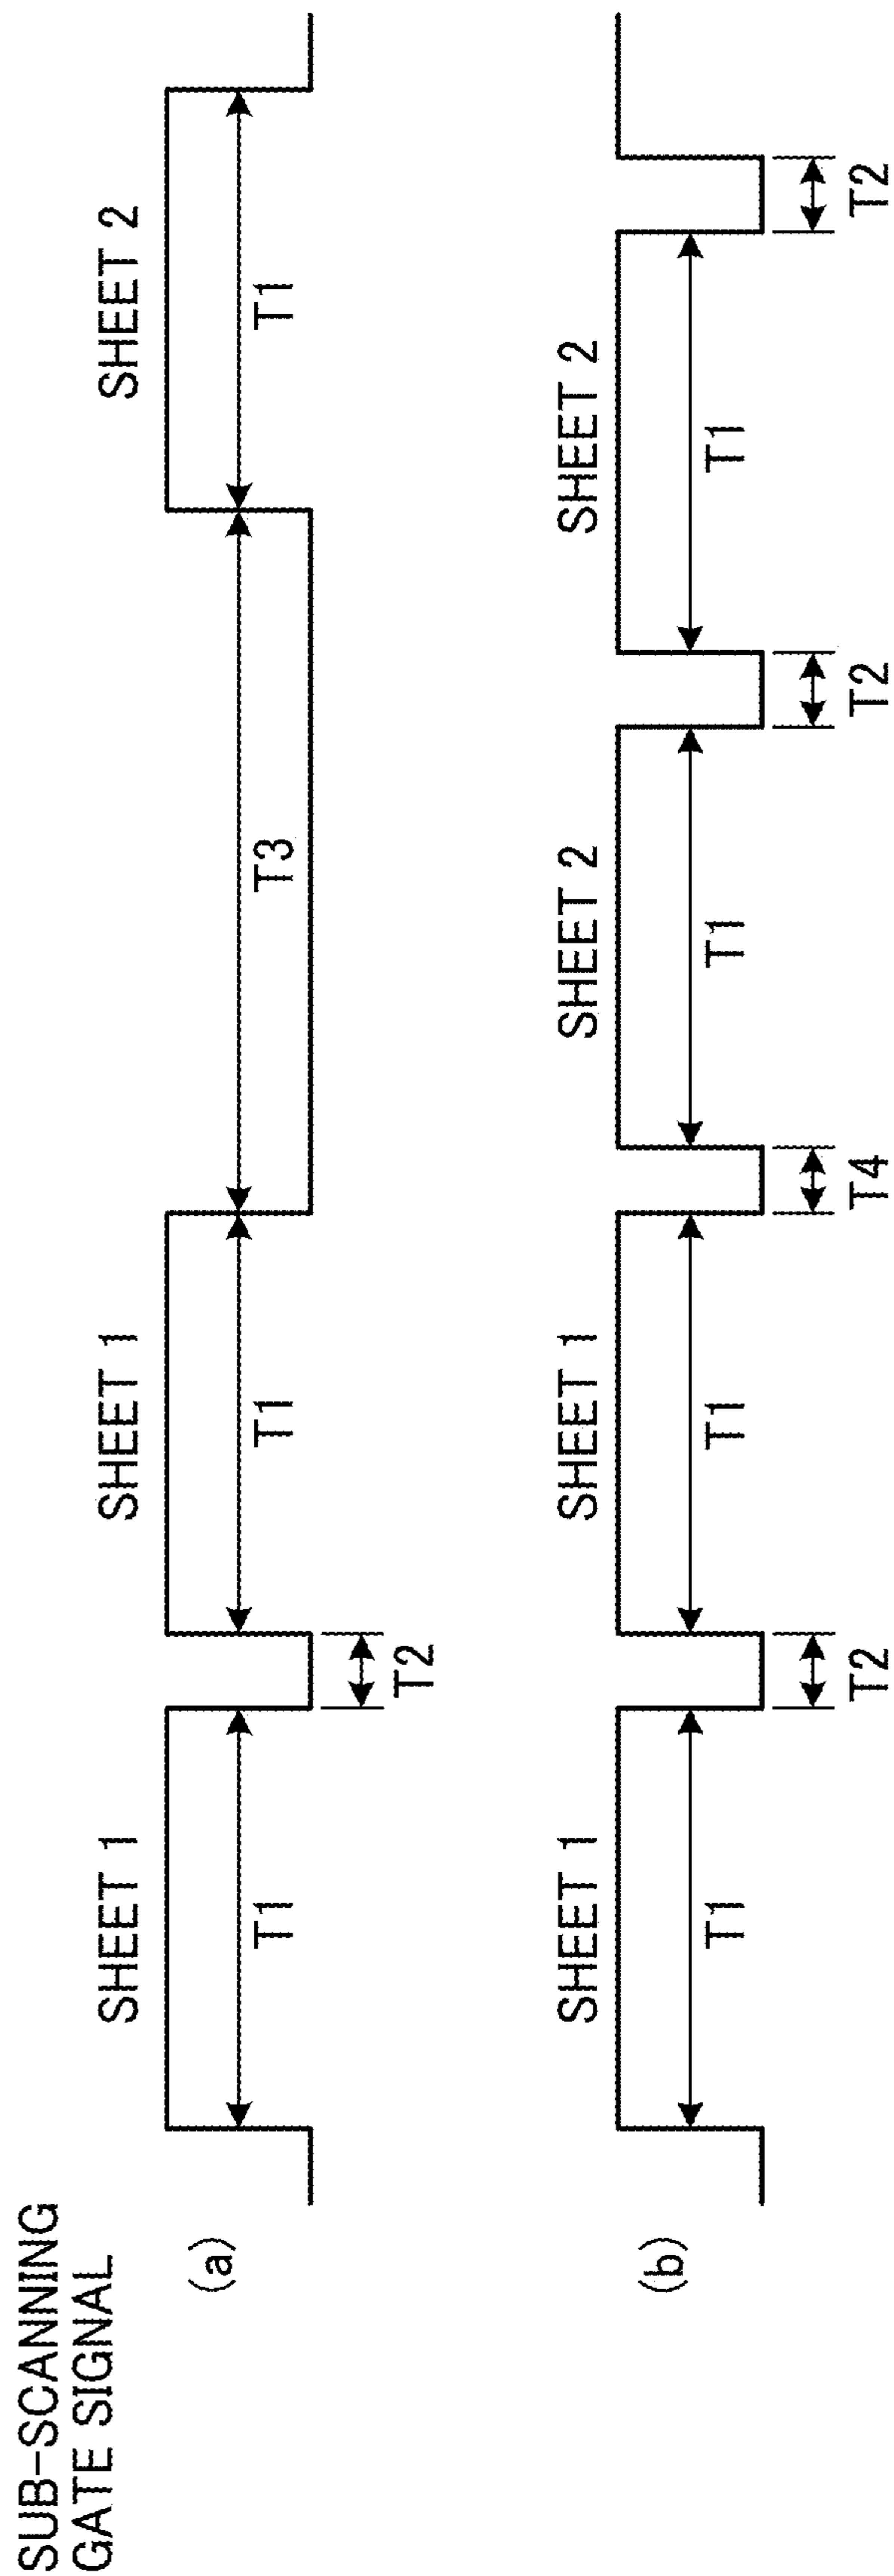 SUB-SCANNING
GATE SIGNAL
(a)
SHEET 1
SHEET 1
SHEET 2
T1
T2
T1
T3
T1
(b)
SHEET 1
SHEET 1
SHEET 2
SHEET 2
T1
T1
T1
T1
T2
T4
T2
T2